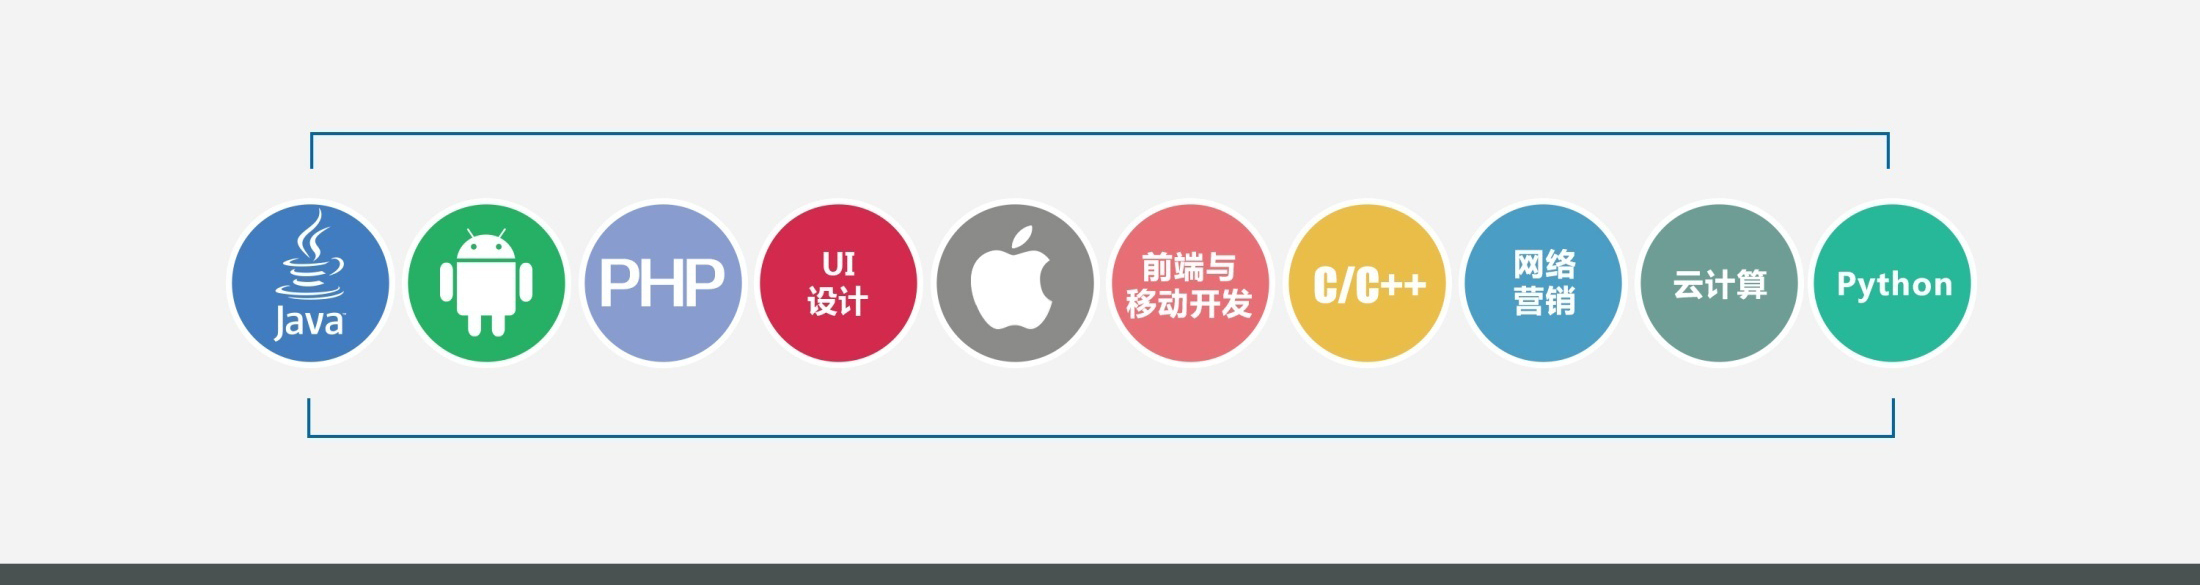 Java
PHP
UI
设计
前端与
移动开发
C/C++
网络
营销
云计算
Python